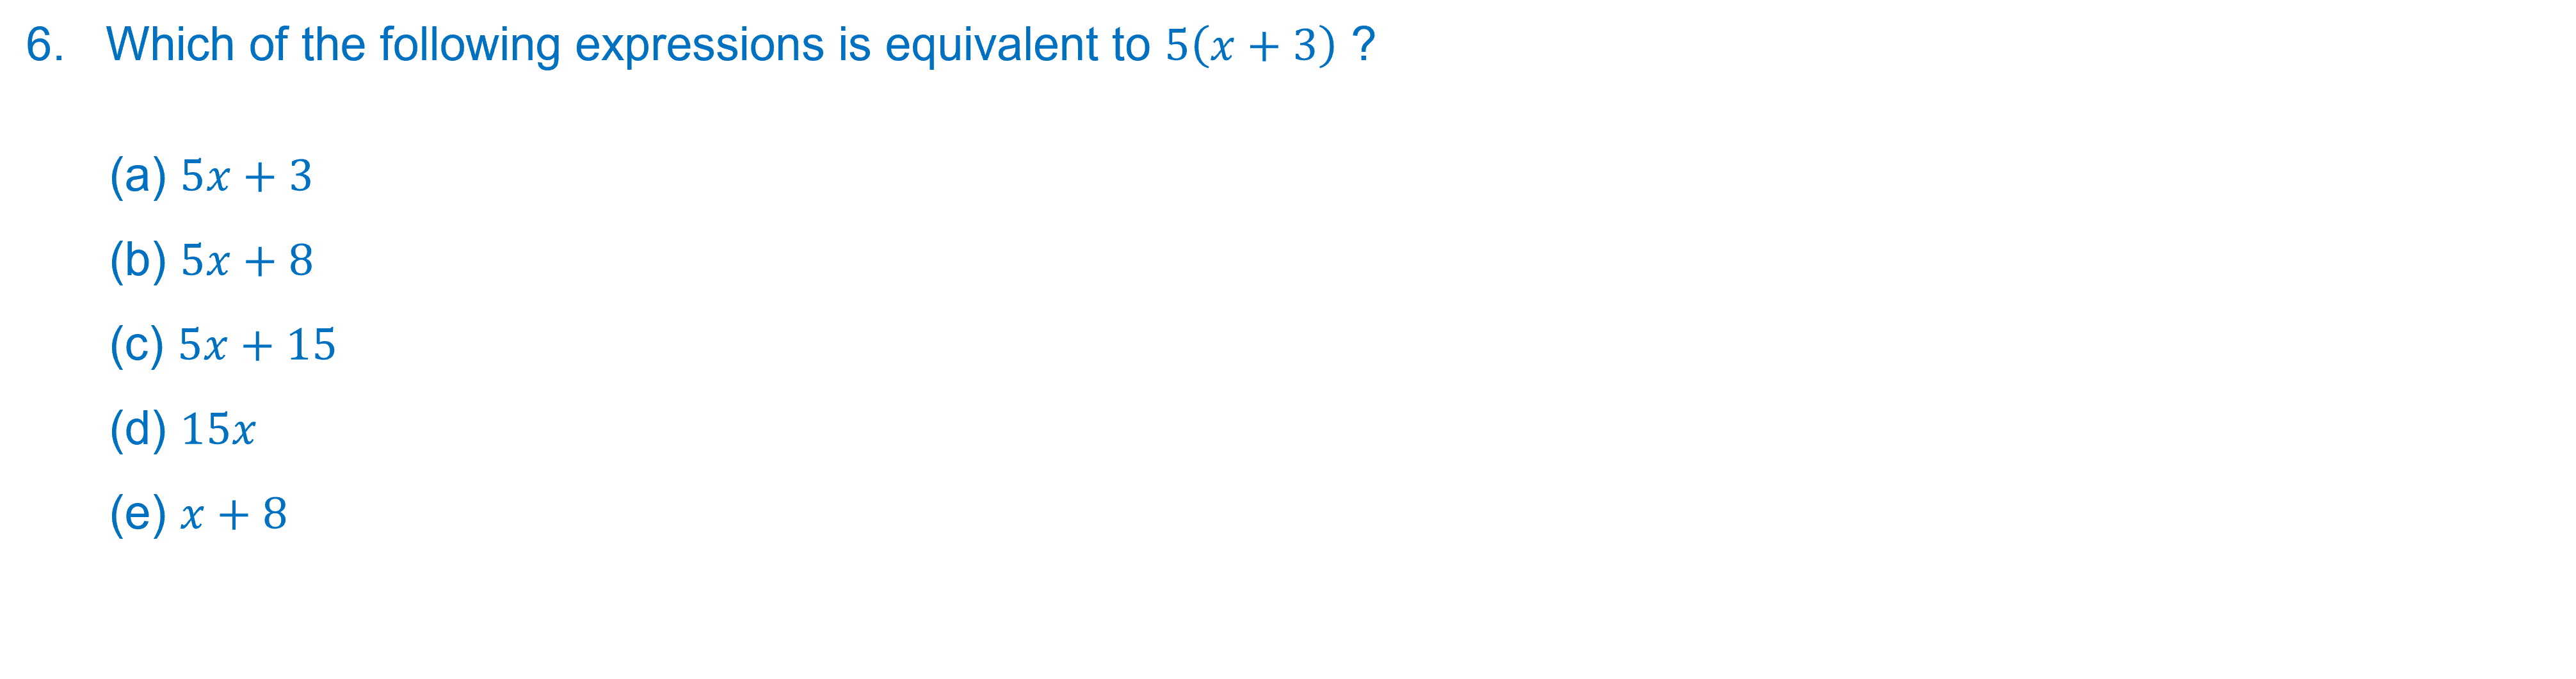 6. Which of the following expressions is equivalent to 5(x + 3) ?
(a) 5x + 3
(b) 5x + 8
(c) 5x + 15
(d) 15x
(e) x + 8